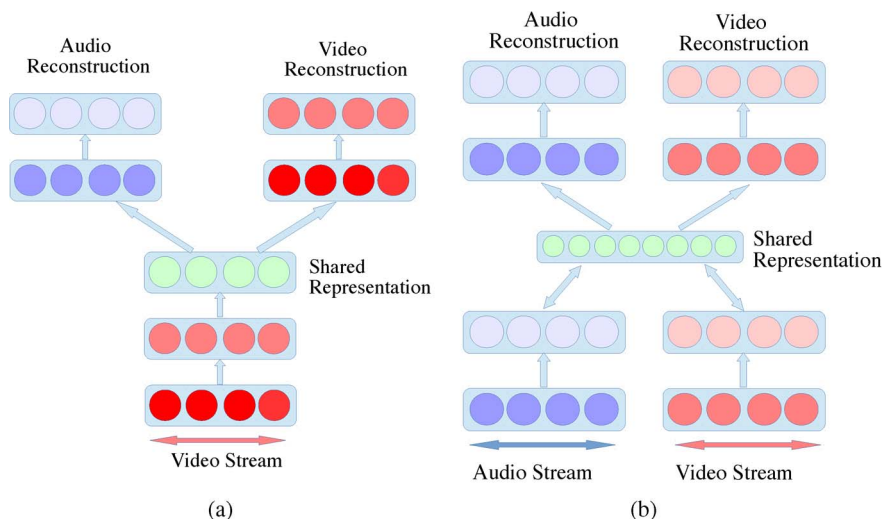 Audio
Reconstruction
Video
Reconstruction
Shared
Representation
Video Stream
(a)
Audio
Reconstruction
Video
Reconstruction
Shared
Representation
Audio Stream
Video Stream
(b)